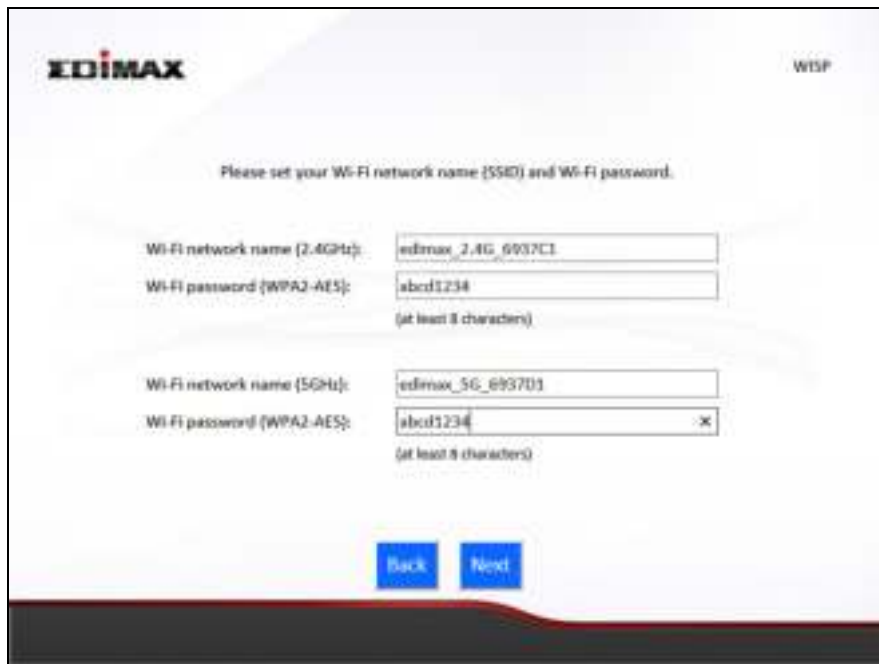 EDiMAX
WISP
Please set your Wi-Fi network name (SSID) and Wi-Fi password.
Wi-Fi network name (2.4GHz): edimax_2.4G_6937C1
Wi-Fi password (WPA2-AES): abcd1234
(at least 8 characters)
Wi-Fi network name (5GHz): edimax_5G_6937D1
Wi-Fi password (WPA2-AES): abcd1234 ×
(at least 8 characters)
Back Next